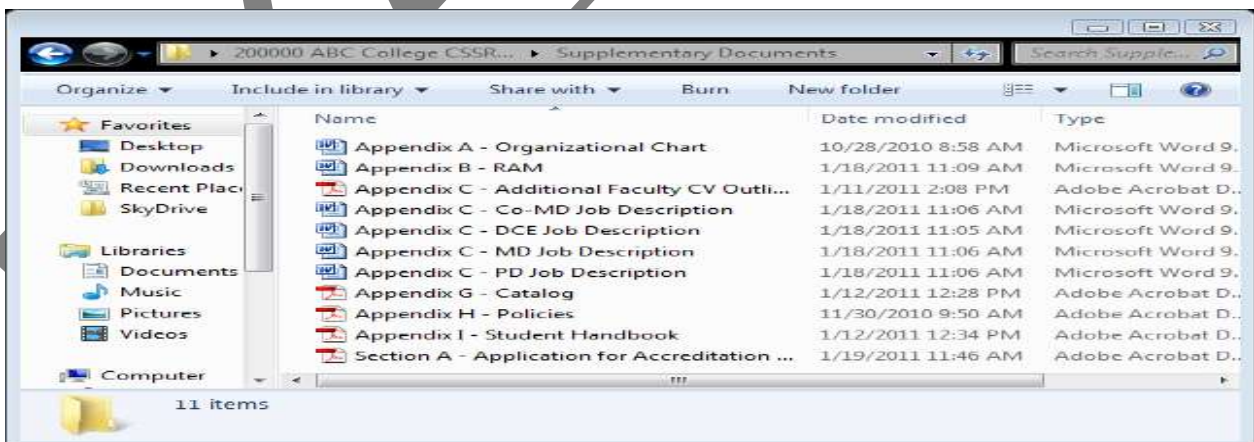 200000 ABC College CSSR... Supplementary Documents Search Supple...
Organize Include in library Share with Burn New folder
Favorites
Desktop
Downloads
Recent Plac
SkyDrive
Libraries
Documents
Music
Pictures
Videos
Computer
Name Date modified Type
Appendix A - Organizational Chart 10/28/2010 8:58 AM Microsoft Word 9.
Appendix B - RAM 1/18/2011 11:09 AM Microsoft Word 9.
Appendix C - Additional Faculty CV Outli... 1/11/2011 2:08 PM Adobe Acrobat D..
Appendix C - Co-MD Job Description 1/18/2011 11:06 AM Microsoft Word 9.
Appendix C - DCE Job Description 1/18/2011 11:05 AM Microsoft Word 9.
Appendix C - MD Job Description 1/18/2011 11:06 AM Microsoft Word 9.
Appendix C - PD Job Description 1/18/2011 11:06 AM Microsoft Word 9.
Appendix G - Catalog 1/12/2011 12:28 PM Adobe Acrobat D..
Appendix H - Policies 11/30/2010 9:50 AM Adobe Acrobat D..
Appendix I - Student Handbook 1/12/2011 12:34 PM Adobe Acrobat D..
Section A - Application for Accreditation ... 1/19/2011 11:46 AM Adobe Acrobat D..
11 items